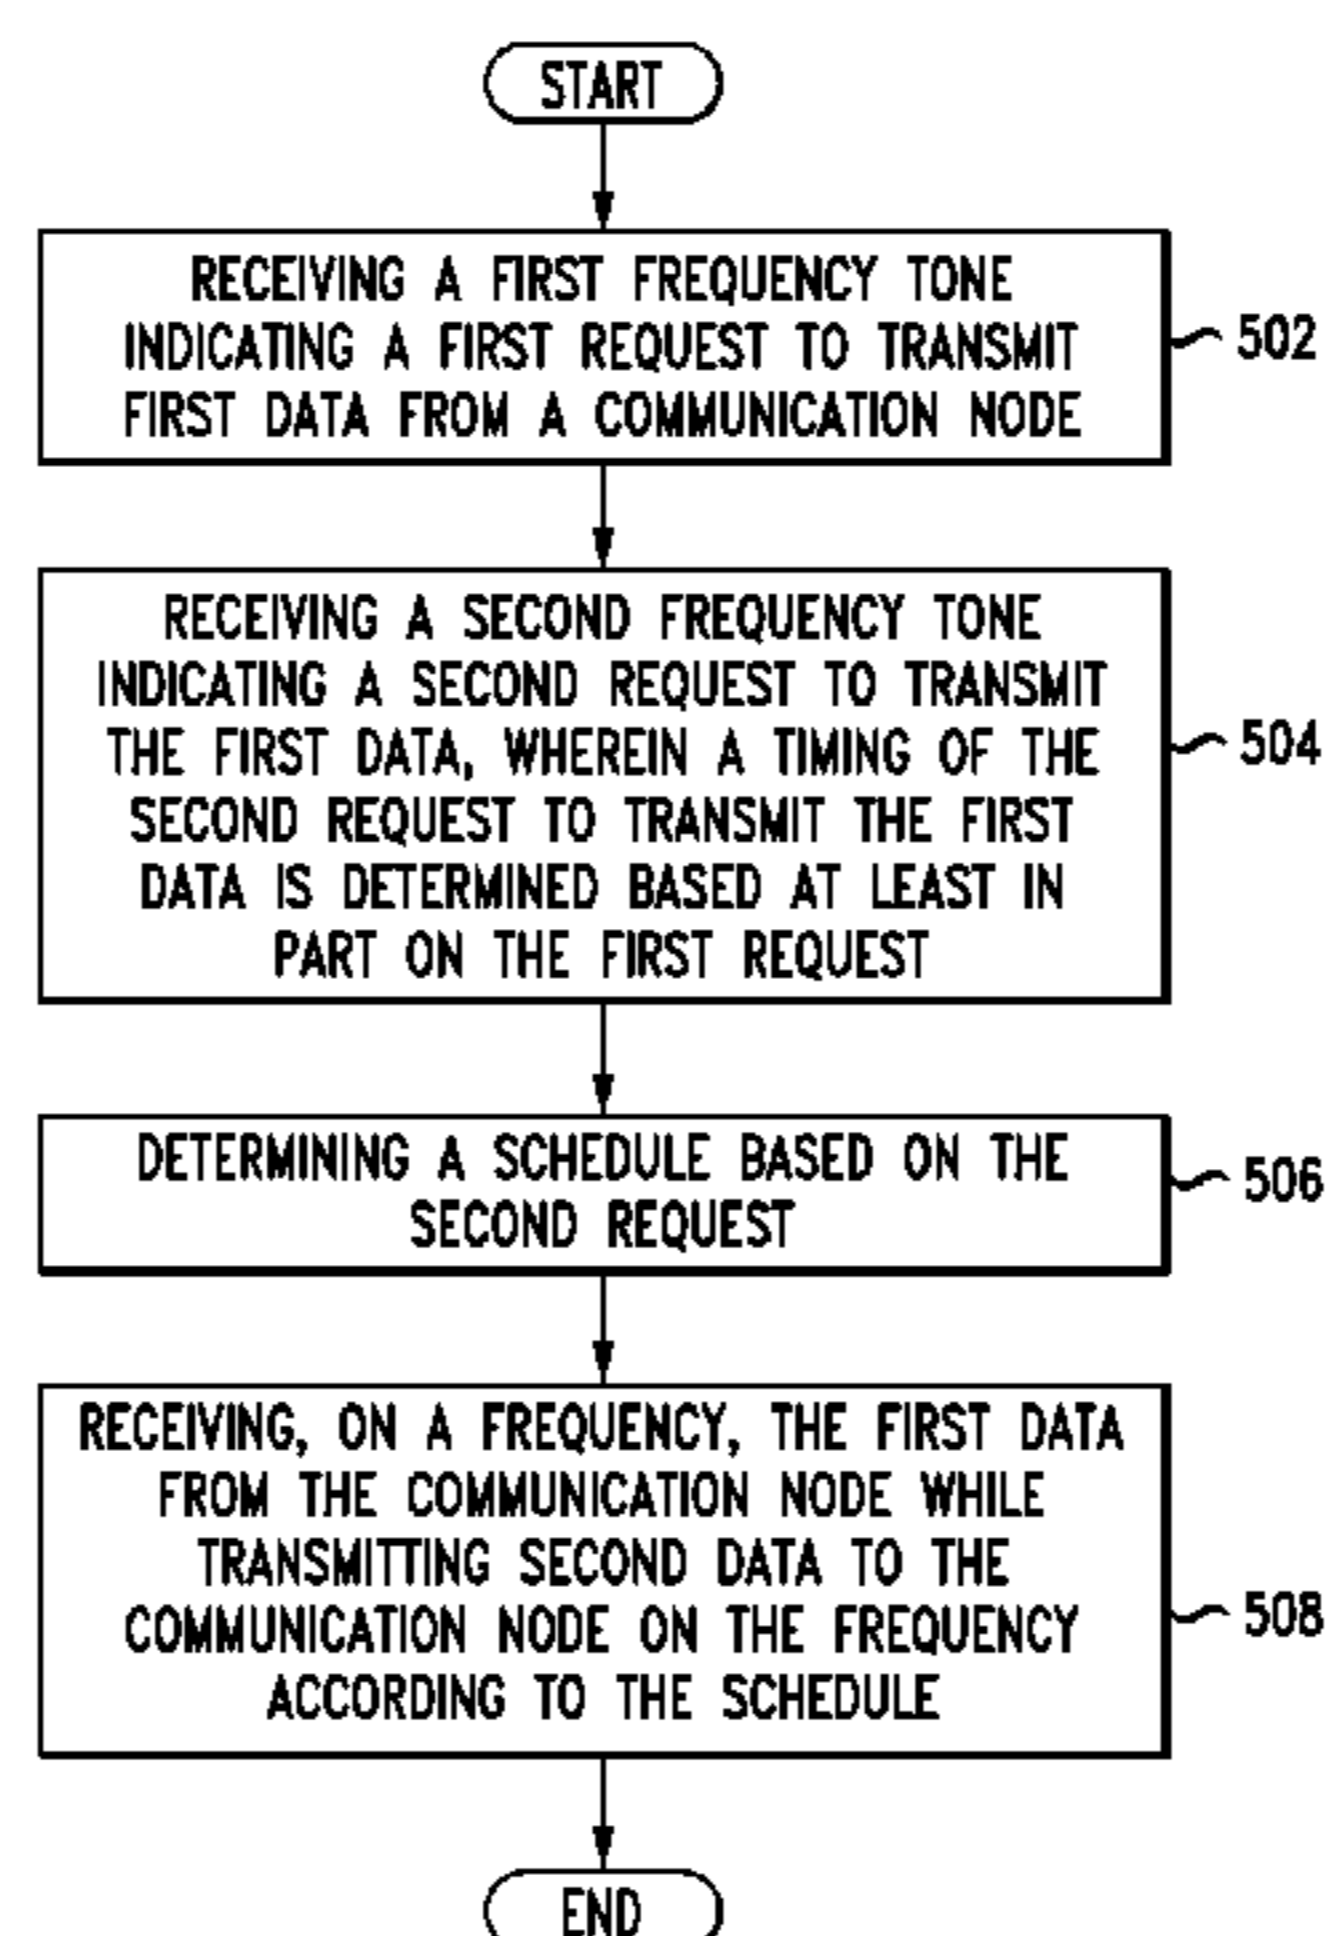 START
RECEIVING A FIRST FREQUENCY TONE
INDICATING A FIRST REQUEST TO TRANSMIT
FIRST DATA FROM A COMMUNICATION NODE
502
RECEIVING A SECOND FREQUENCY TONE
INDICATING A SECOND REQUEST TO TRANSMIT
THE FIRST DATA, WHEREIN A TIMING OF THE
SECOND REQUEST TO TRANSMIT THE FIRST
DATA IS DETERMINED BASED AT LEAST IN
PART ON THE FIRST REQUEST
504
DETERMINING A SCHEDULE BASED ON THE
SECOND REQUEST
506
RECEIVING, ON A FREQUENCY, THE FIRST DATA
FROM THE COMMUNICATION NODE WHILE
TRANSMITTING SECOND DATA TO THE
COMMUNICATION NODE ON THE FREQUENCY
ACCORDING TO THE SCHEDULE
508
END